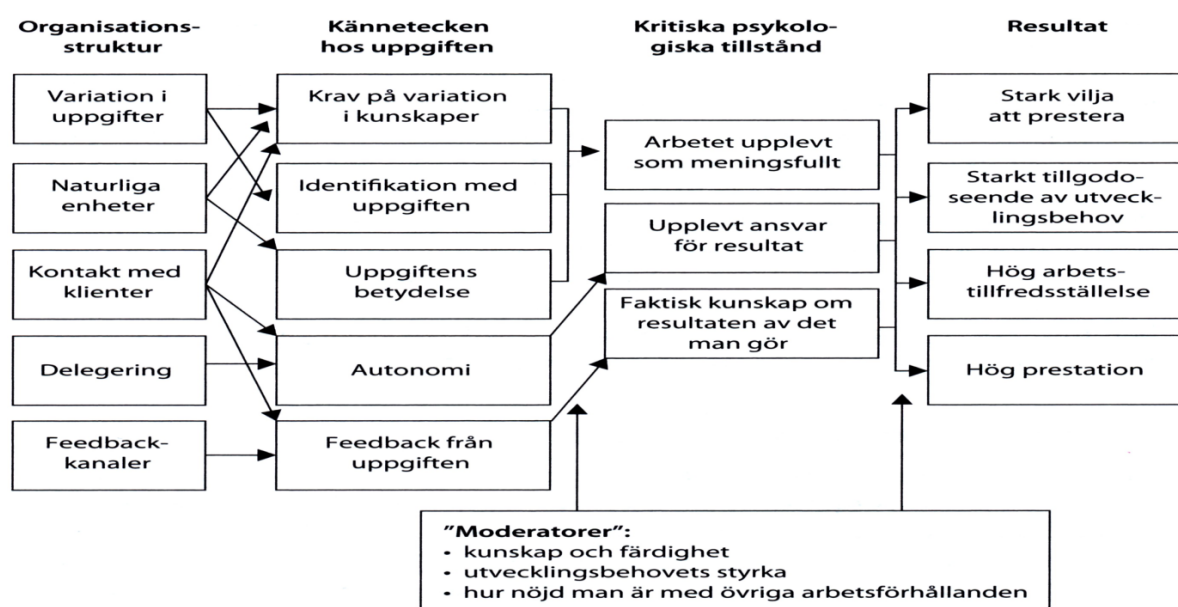 Organisations-
struktur
Kännetecken
hos uppgiften
Kritiska psykolo-
giska tillstånd
Resultat
Variation i
uppgifter
Naturliga
enheter
Kontakt med
klienter
Delegering
Feedback-
kanaler
Krav på variation
i kunskaper
Identifikation med
uppgiften
Uppgiftens
betydelse
Autonomi
Feedback från
uppgiften
Arbetet upplevt
som meningsfullt
Upplevt ansvar
för resultat
Faktisk kunskap om
resultaten av det
man gör
Stark vilja
att prestera
Starkt tillgodo-
seende av utveck-
lingsbehov
Hög arbets-
tillfredsställelse
Hög prestation
”Moderatorer”:
• kunskap och färdighet
• utvecklingsbehovets styrka
• hur nöjd man är med övriga arbetsförhållanden